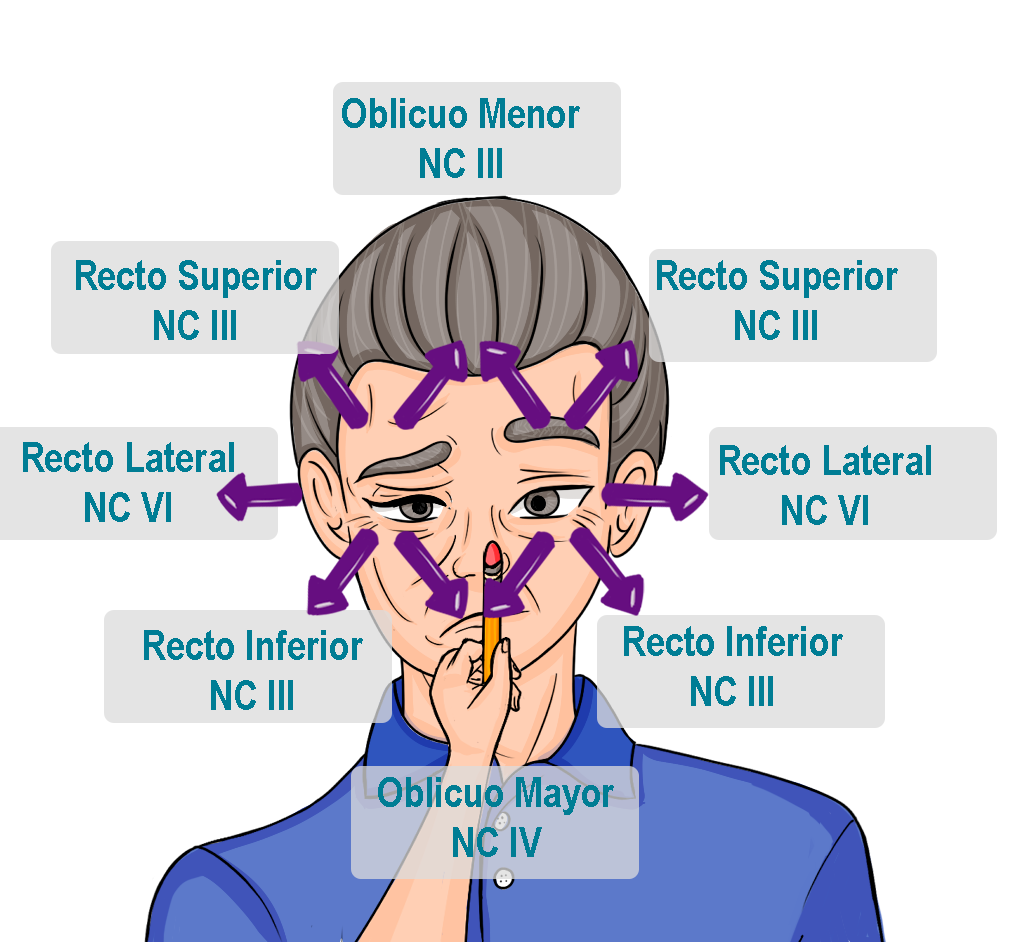 Oblicuo Menor
NC III
Recto Superior
NC III
Recto Superior
NC III
Recto Lateral
NC VI
Recto Lateral
NC VI
Recto Inferior
NC III
Recto Inferior
NC III
Oblicuo Mayor
NC IV